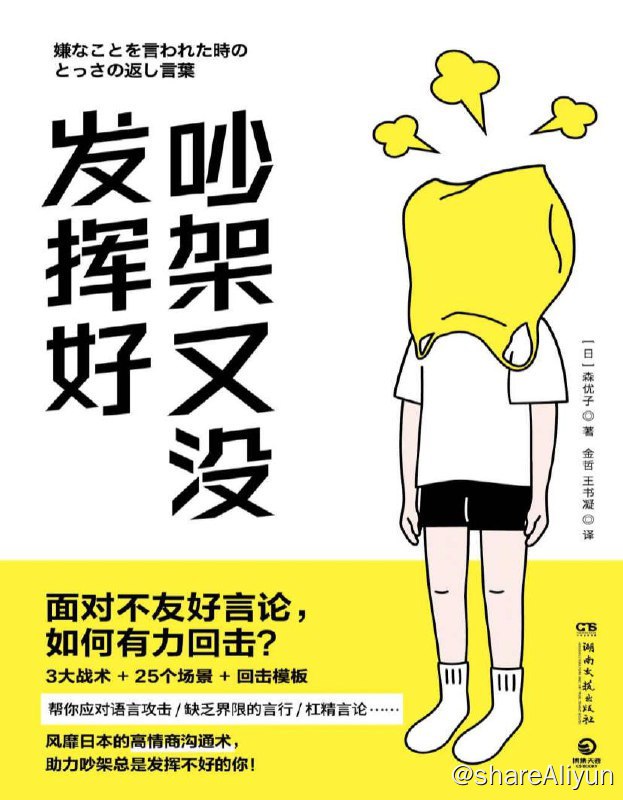 嫌なことを言われた時の
とっさの返し言葉
吵架又没
发挥好
[日]森优子◎著 金哲 王书凝◎译
面对不友好言论，
如何有力回击？
3大战术 + 25个场景 + 回击模板
帮你应对语言攻击/缺乏界限的言行/杠精言论……
风靡日本的高情商沟通术，
助力吵架总是发挥不好的你！
湖南文艺出版社
博集天卷
CS-BOOKY
@shareAliyun